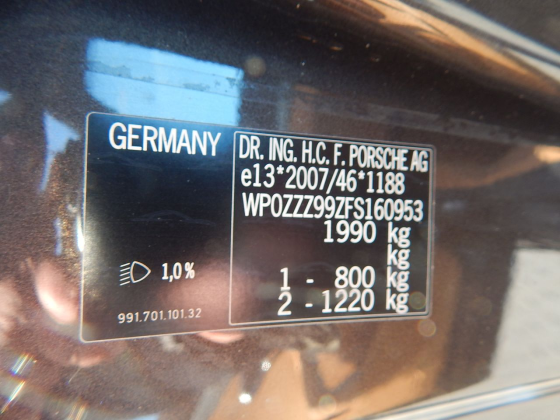 GERMANY
1,0%
991.701.101.32
DR. ING. H.C. F. PORSCHE AG
e13*2007/46*1188
WP0ZZZ99ZFS160953
1990 kg
kg
1 - 800 kg
2 - 1220 kg